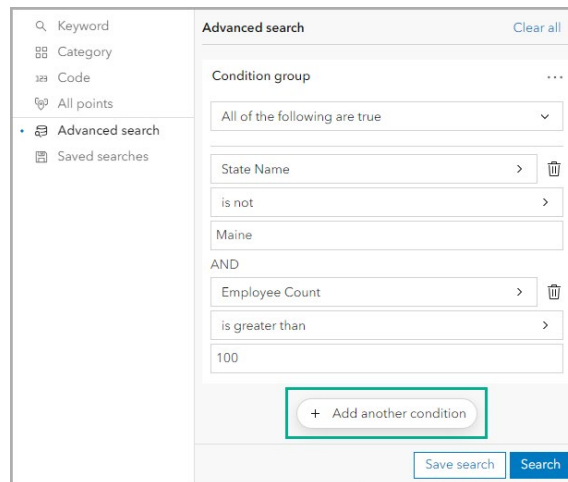 Keyword
Category
123 Code
All points
Advanced search
Saved searches
Advanced search
Clear all
Condition group
All of the following are true
State Name
is not
Maine
AND
Employee Count
is greater than
100
+ Add another condition
Save search
Search